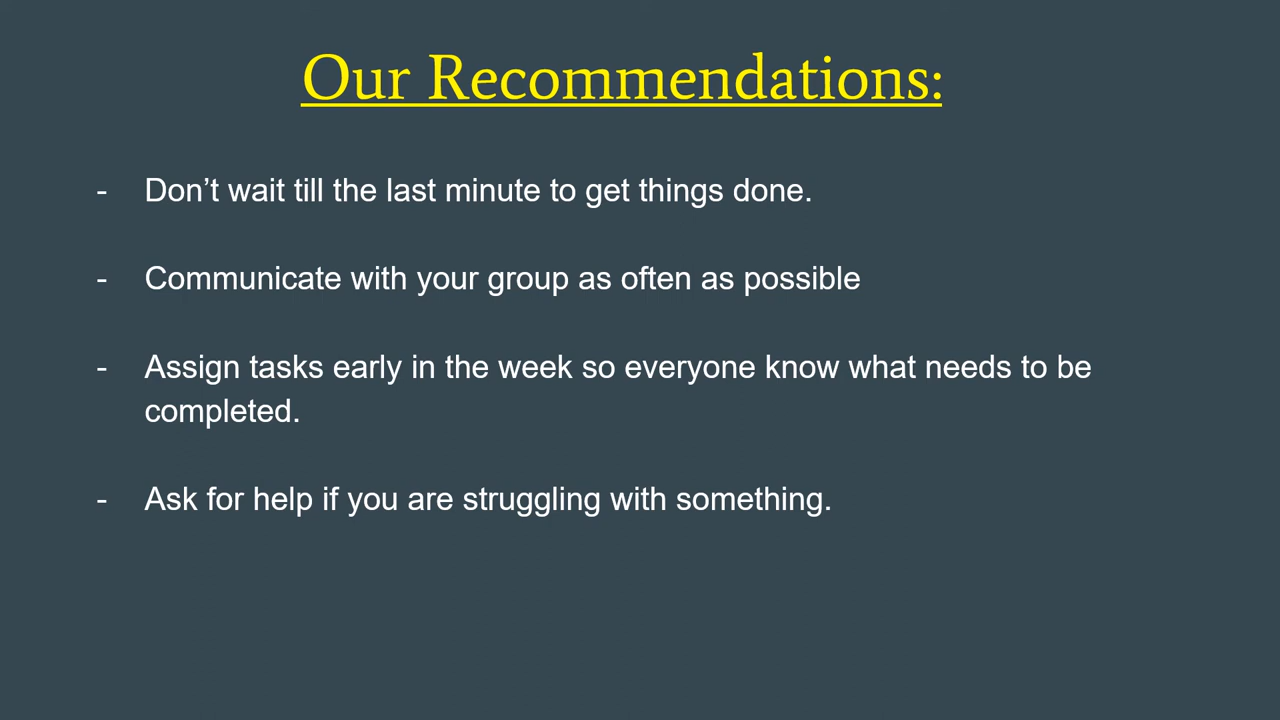 Our Recommendations:
- Don’t wait till the last minute to get things done.
- Communicate with your group as often as possible
- Assign tasks early in the week so everyone know what needs to be
completed.
- Ask for help if you are struggling with something.